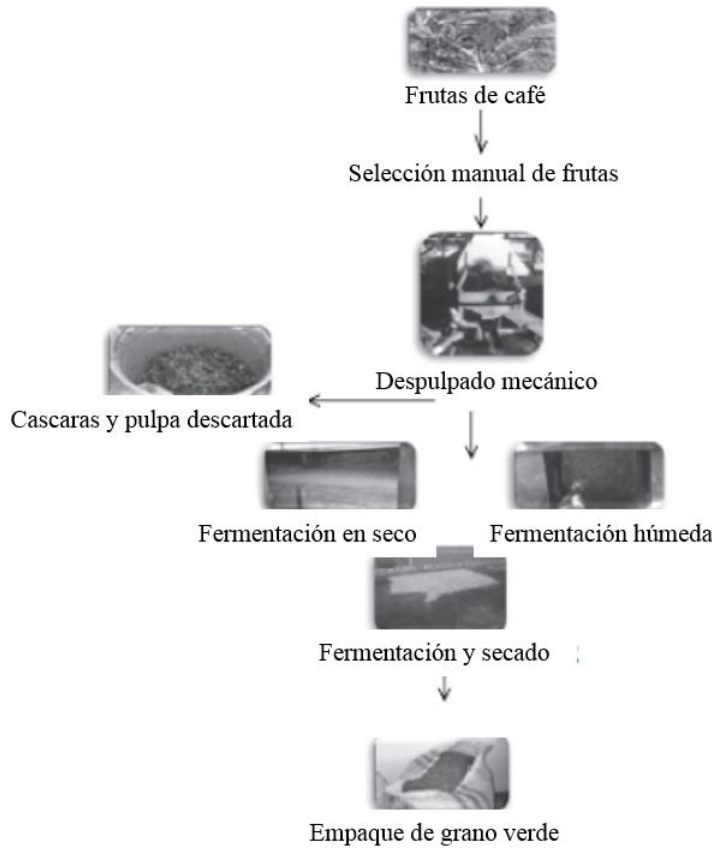 Frutas de café
Selección manual de frutas
Despulpado mecánico
Cascaras y pulpa descartada
Fermentación en seco
Fermentación húmeda
Fermentación y secado
Empaque de grano verde